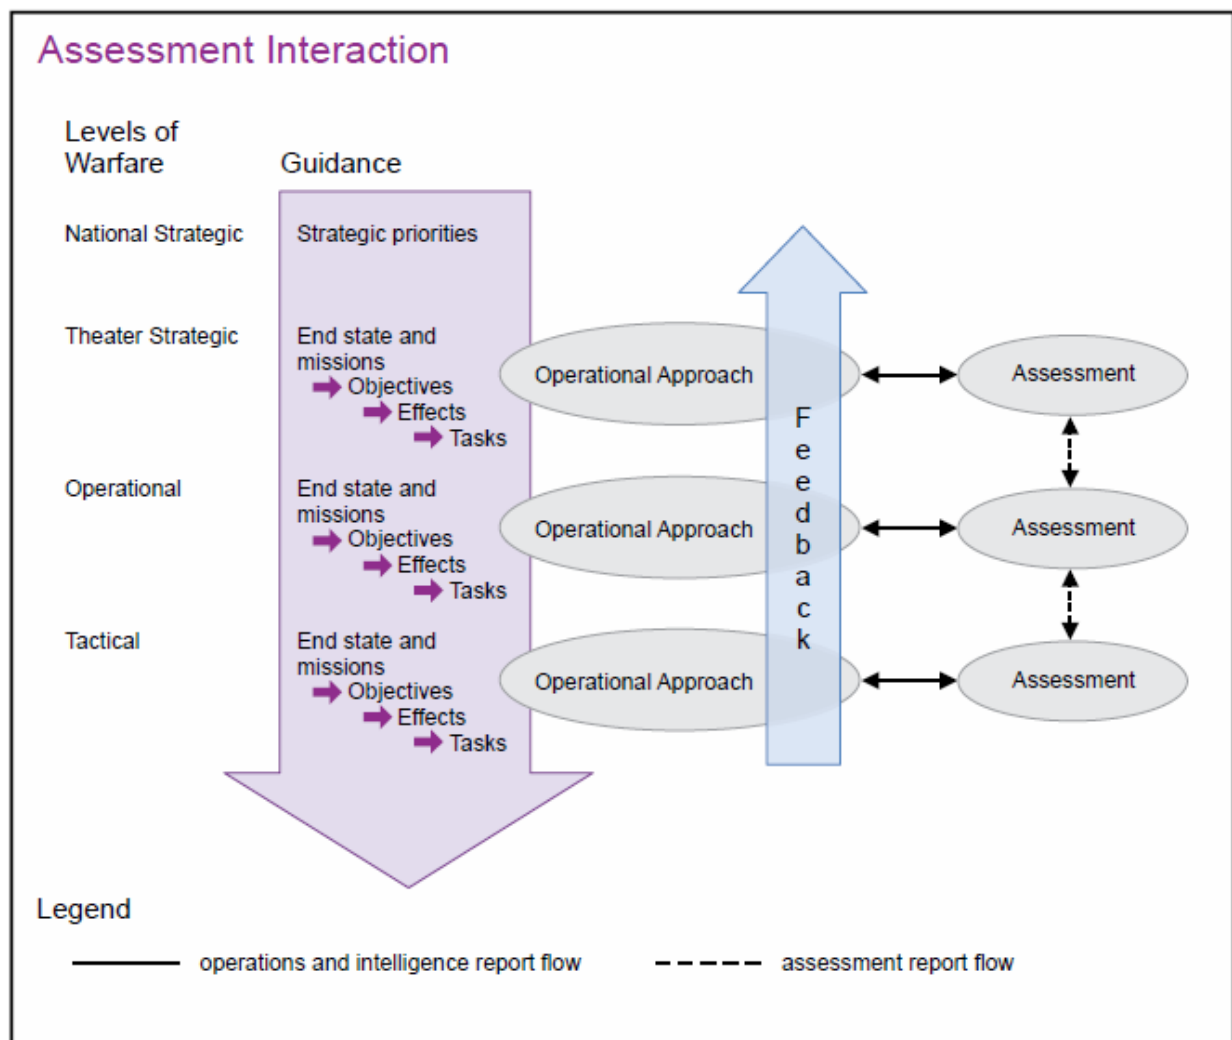 Assessment Interaction
Levels of
Warfare
Guidance
National Strategic
Strategic priorities
Theater Strategic
End state and
missions
Objectives
Effects
Tasks
Operational Approach
Assessment
Operational
End state and
missions
Objectives
Effects
Tasks
Operational Approach
Assessment
Tactical
End state and
missions
Objectives
Effects
Tasks
Operational Approach
Assessment
Feedback
Legend
operations and intelligence report flow
assessment report flow